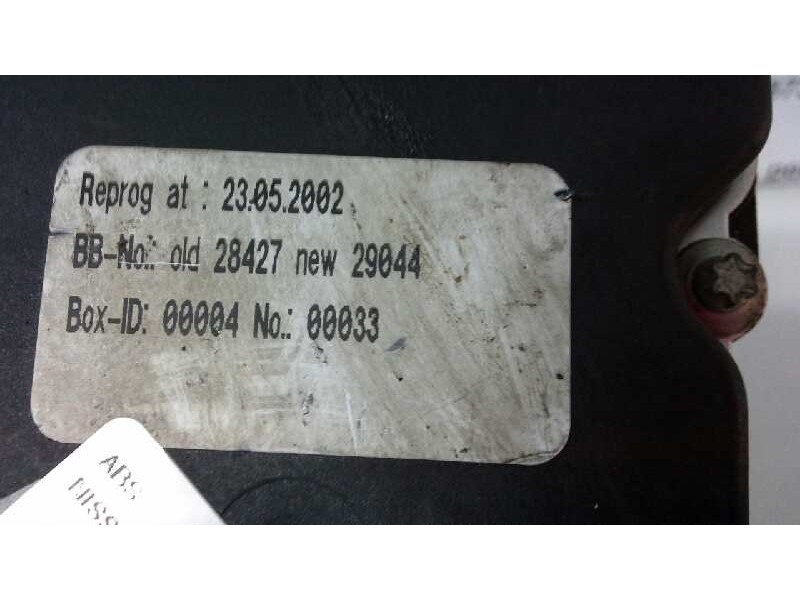 Reprog at : 23.05.2002
BB-No.: old 28427 new 29044
Box-ID: 00004 No.: 00033
ABS